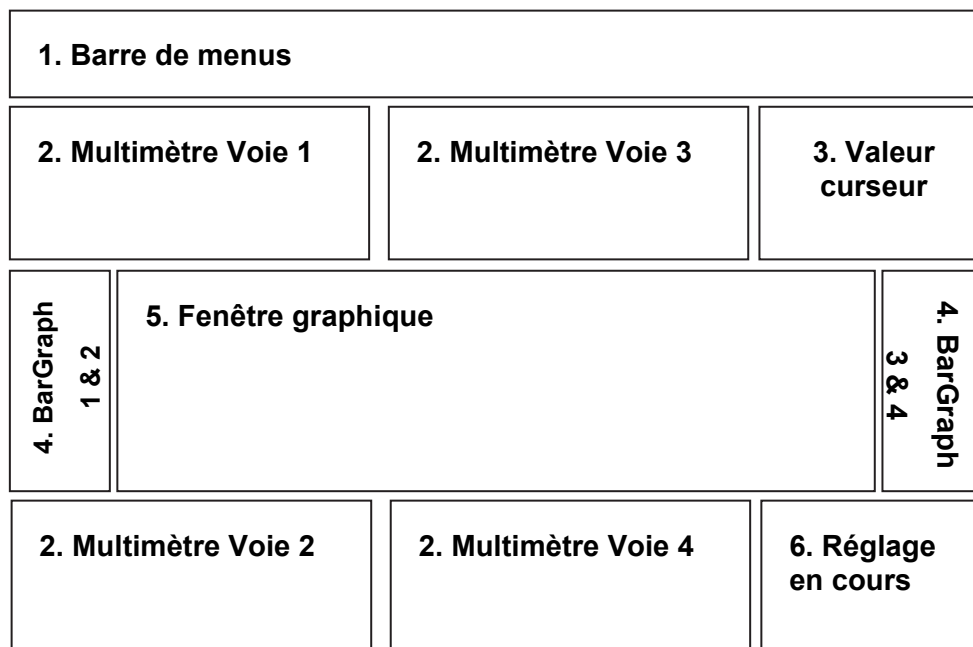 1. Barre de menus
2. Multimètre Voie 1
2. Multimètre Voie 3
3. Valeur
curseur
4. BarGraph
1 & 2
5. Fenêtre graphique
4. BarGraph
3 & 4
2. Multimètre Voie 2
2. Multimètre Voie 4
6. Réglage
en cours